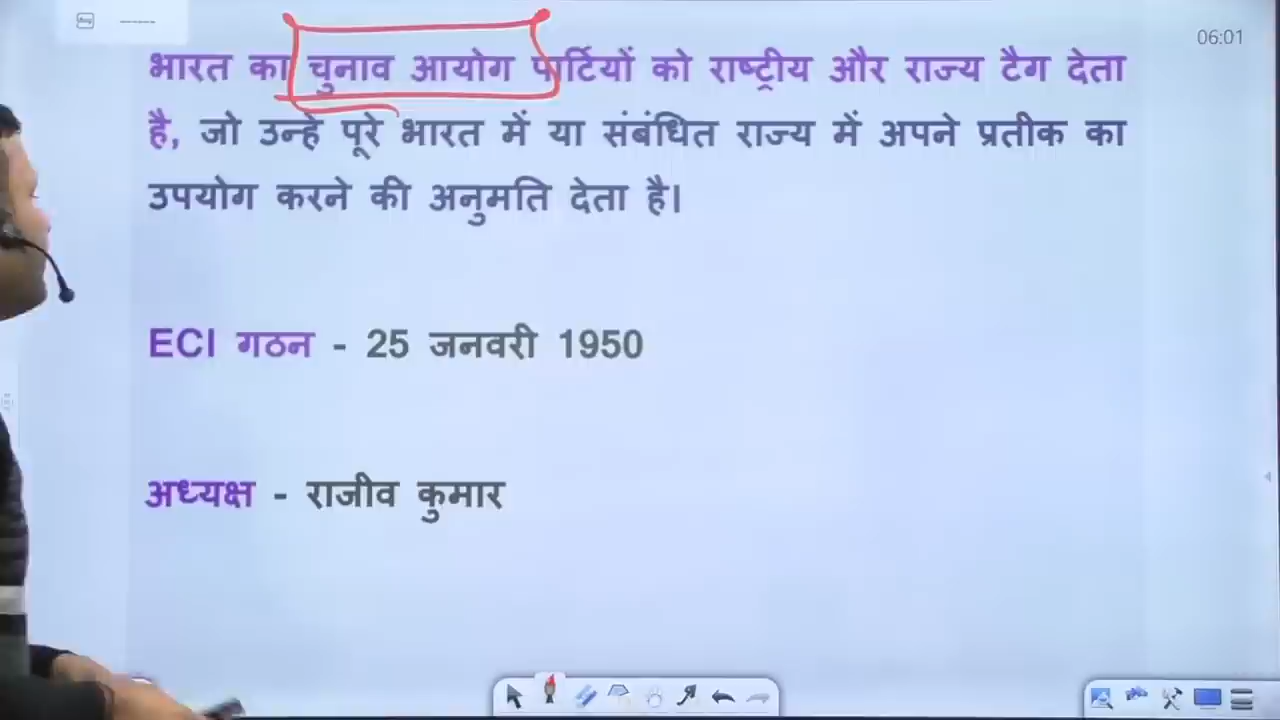 06:01
भारत का चुनाव आयोग पार्टियों को राष्ट्रीय और राज्य टैग देता
है, जो उन्हे पूरे भारत में या संबंधित राज्य में अपने प्रतीक का
उपयोग करने की अनुमति देता है।
ECI गठन - 25 जनवरी 1950
अध्यक्ष - राजीव कुमार